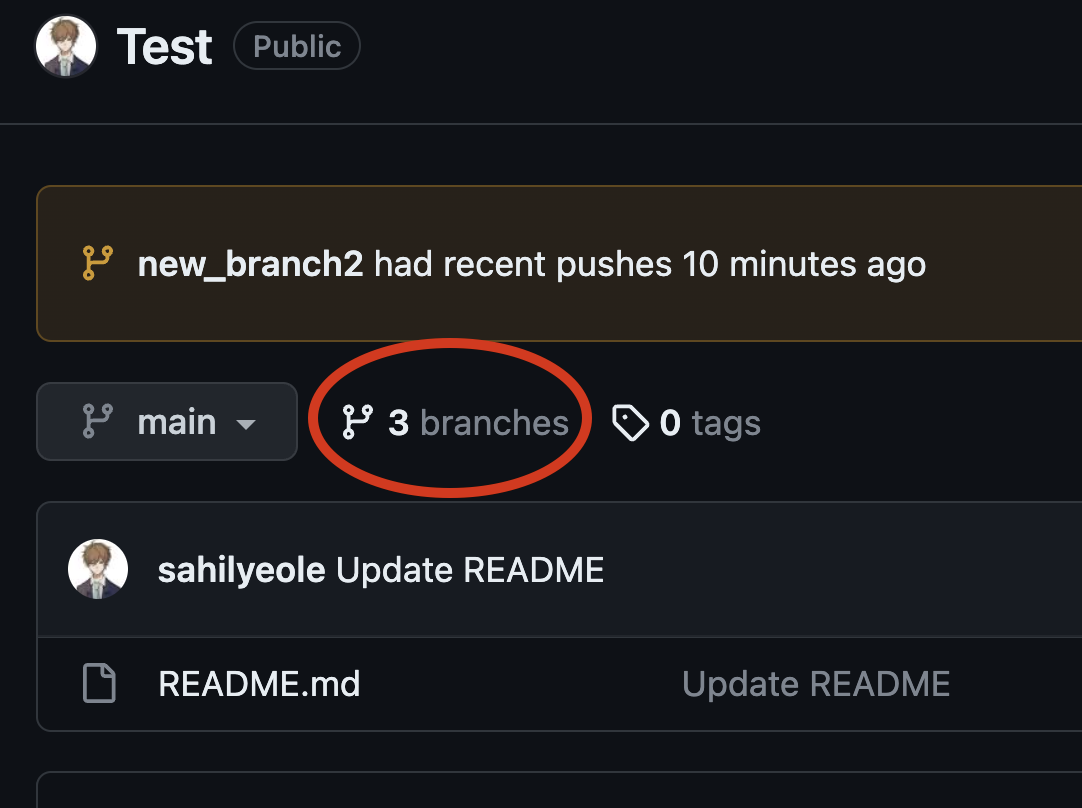 Test Public
new_branch2 had recent pushes 10 minutes ago
main 3 branches 0 tags
sahilyeole Update README
README.md Update README